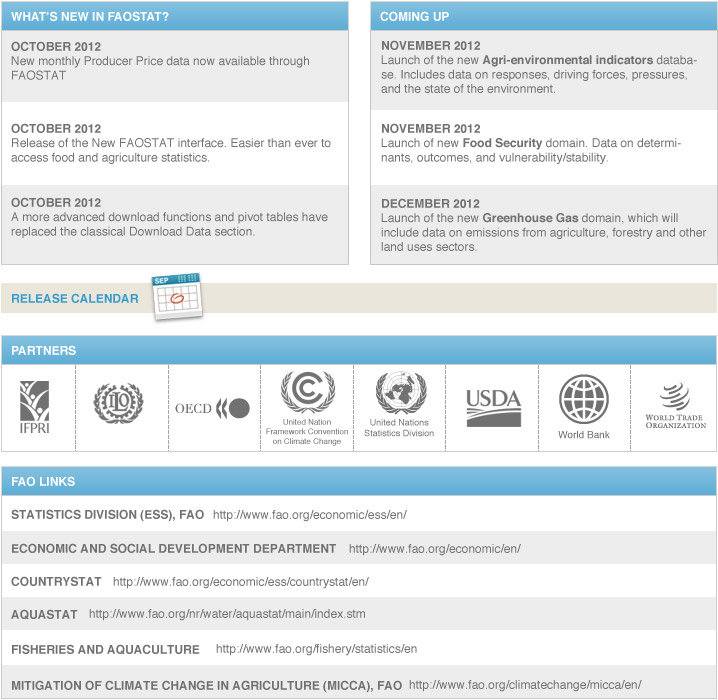 WHAT'S NEW IN FAOSTAT?
OCTOBER 2012
New monthly Producer Price data now available through
FAOSTAT
OCTOBER 2012
Release of the New FAOSTAT interface. Easier than ever to
access food and agriculture statistics.
OCTOBER 2012
A more advanced download functions and pivot tables have
replaced the classical Download Data section.
COMING UP
NOVEMBER 2012
Launch of the new Agri-environmental indicators databa-
se. Includes data on responses, driving forces, pressures,
and the state of the environment.
NOVEMBER 2012
Launch of new Food Security domain. Data on determi-
nants, outcomes, and vulnerability/stability.
DECEMBER 2012
Launch of the new Greenhouse Gas domain, which will
include data on emissions from agriculture, forestry and other
land uses sectors.
RELEASE CALENDAR
SEP
PARTNERS
IFPRI
ILO
OECD
United Nation
Framework Convention
on Climate Change
United Nations
Statistics Division
USDA
World Bank
WORLD TRADE
ORGANIZATION
FAO LINKS
STATISTICS DIVISION (ESS), FAO http://www.fao.org/economic/ess/en/
ECONOMIC AND SOCIAL DEVELOPMENT DEPARTMENT http://www.fao.org/economic/en/
COUNTRYSTAT http://www.fao.org/economic/ess/countrystat/en/
AQUASTAT http://www.fao.org/nr/water/aquastat/main/index.stm
FISHERIES AND AQUACULTURE http://www.fao.org/fishery/statistics/en
MITIGATION OF CLIMATE CHANGE IN AGRICULTURE (MICCA), FAO http://www.fao.org/climatechange/micca/en/